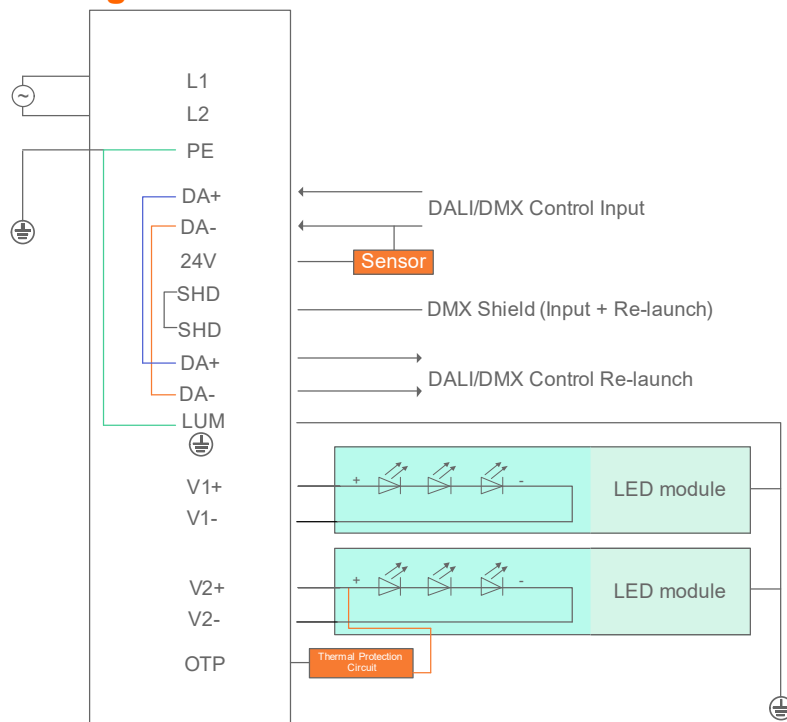 L1
L2
PE
DA+
DA-
DALI/DMX Control Input
24V
Sensor
SHD
DMX Shield (Input + Re-launch)
SHD
DA+
DALI/DMX Control Re-launch
DA-
LUM
V1+
+
-
LED module
V1-
V2+
+
-
LED module
V2-
OTP
Thermal Protection
Circuit